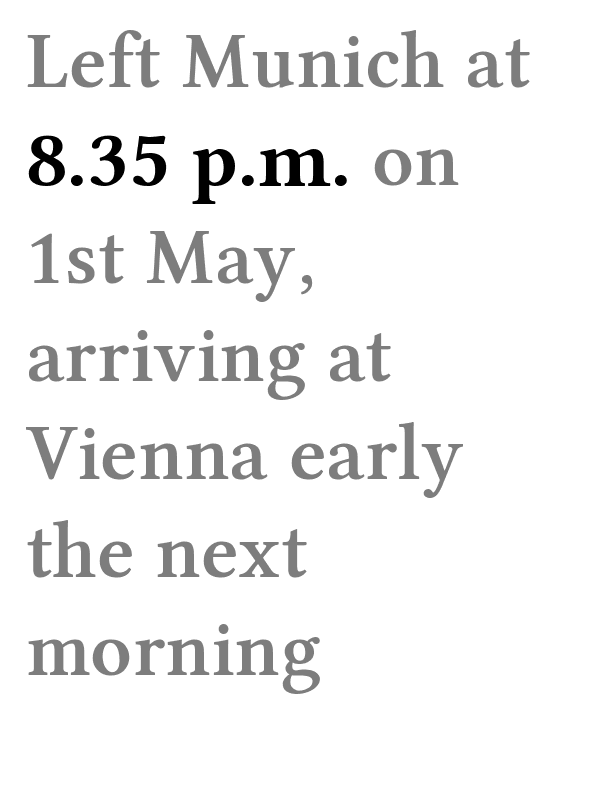 Left Munich at
8.35 p.m. on
1st May,
arriving at
Vienna early
the next
morning